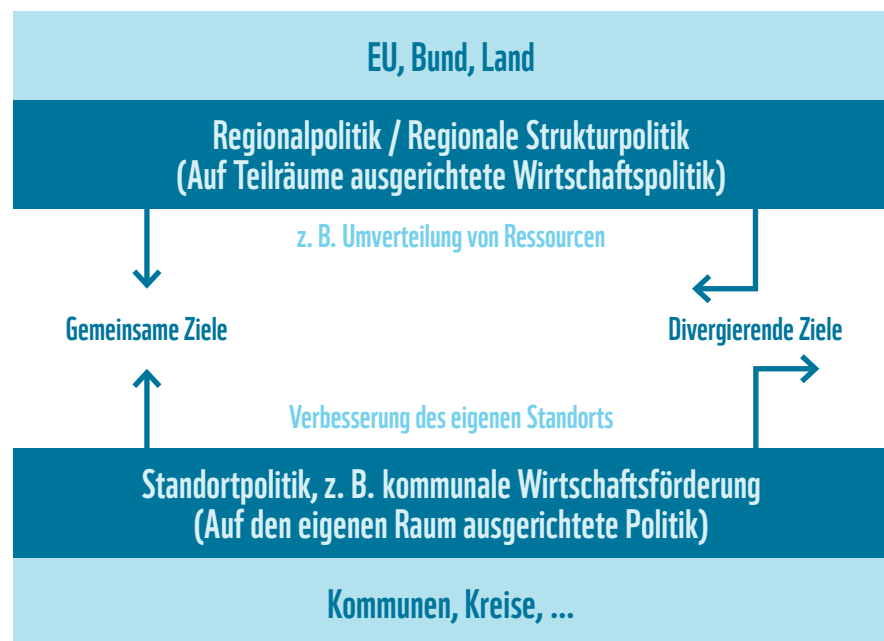 EU, Bund, Land
Regionalpolitik / Regionale Strukturpolitik
(Auf Teilräume ausgerichtete Wirtschaftspolitik)
z. B. Umverteilung von Ressourcen
Gemeinsame Ziele
Divergierende Ziele
Verbesserung des eigenen Standorts
Standortpolitik, z. B. kommunale Wirtschaftsförderung
(Auf den eigenen Raum ausgerichtete Politik)
Kommunen, Kreise, ...